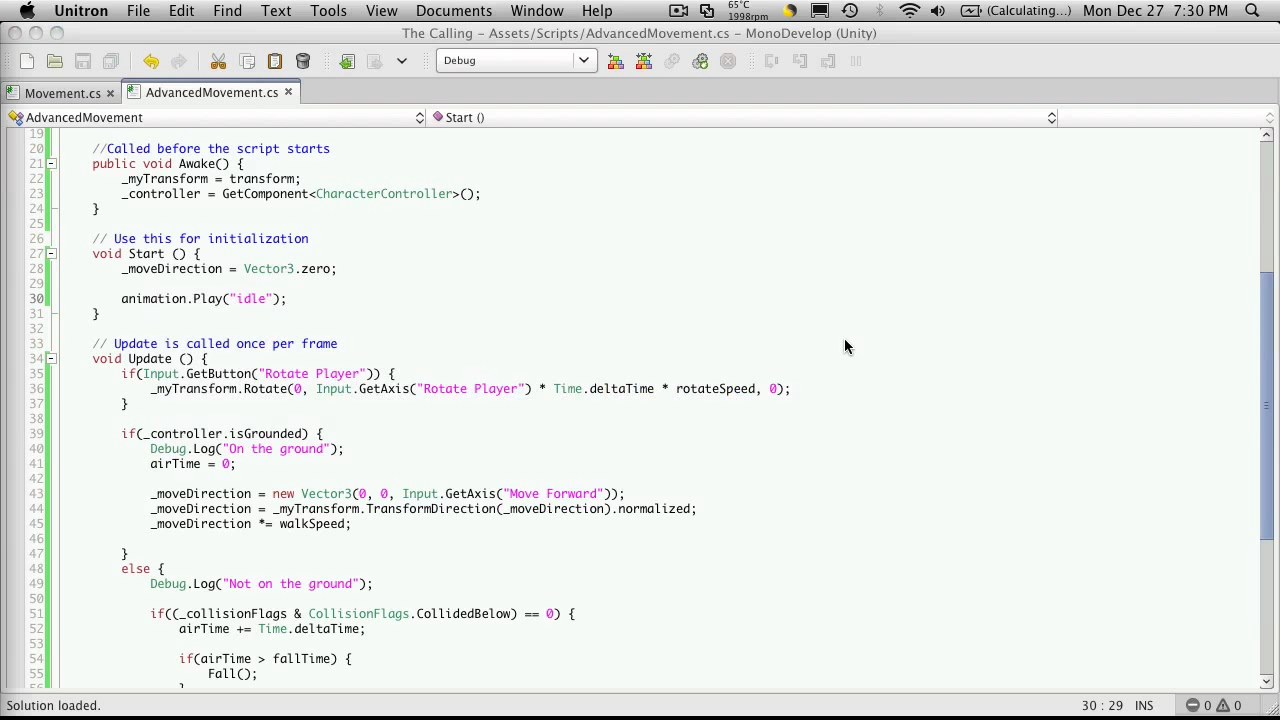 Unitron File Edit Find Text Tools View Documents Window Help 65°C 1998rpm (Calculating...) Mon Dec 27 7:30 PM
The Calling - Assets/Scripts/AdvancedMovement.cs - MonoDevelop (Unity)
Debug
Movement.cs × AdvancedMovement.cs ×
AdvancedMovement Start ()
19
20 //Called before the script starts
21 public void Awake() {
22 _myTransform = transform;
23 _controller = GetComponent<CharacterController>();
24 }
25
26 // Use this for initialization
27 void Start () {
28 _moveDirection = Vector3.zero;
29
30 animation.Play("idle");
31 }
32
33 // Update is called once per frame
34 void Update () {
35 if(Input.GetButton("Rotate Player")) {
36 _myTransform.Rotate(0, Input.GetAxis("Rotate Player") * Time.deltaTime * rotateSpeed, 0);
37 }
38
39 if(_controller.isGrounded) {
40 Debug.Log("On the ground");
41 airTime = 0;
42
43 _moveDirection = new Vector3(0, 0, Input.GetAxis("Move Forward"));
44 _moveDirection = _myTransform.TransformDirection(_moveDirection).normalized;
45 _moveDirection *= walkSpeed;
46
47 }
48 else {
49 Debug.Log("Not on the ground");
50
51 if((_collisionFlags & CollisionFlags.CollidedBelow) == 0) {
52 airTime += Time.deltaTime;
53
54 if(airTime > fallTime) {
55 Fall();
56 }
Solution loaded. 30 : 29 INS 0 0